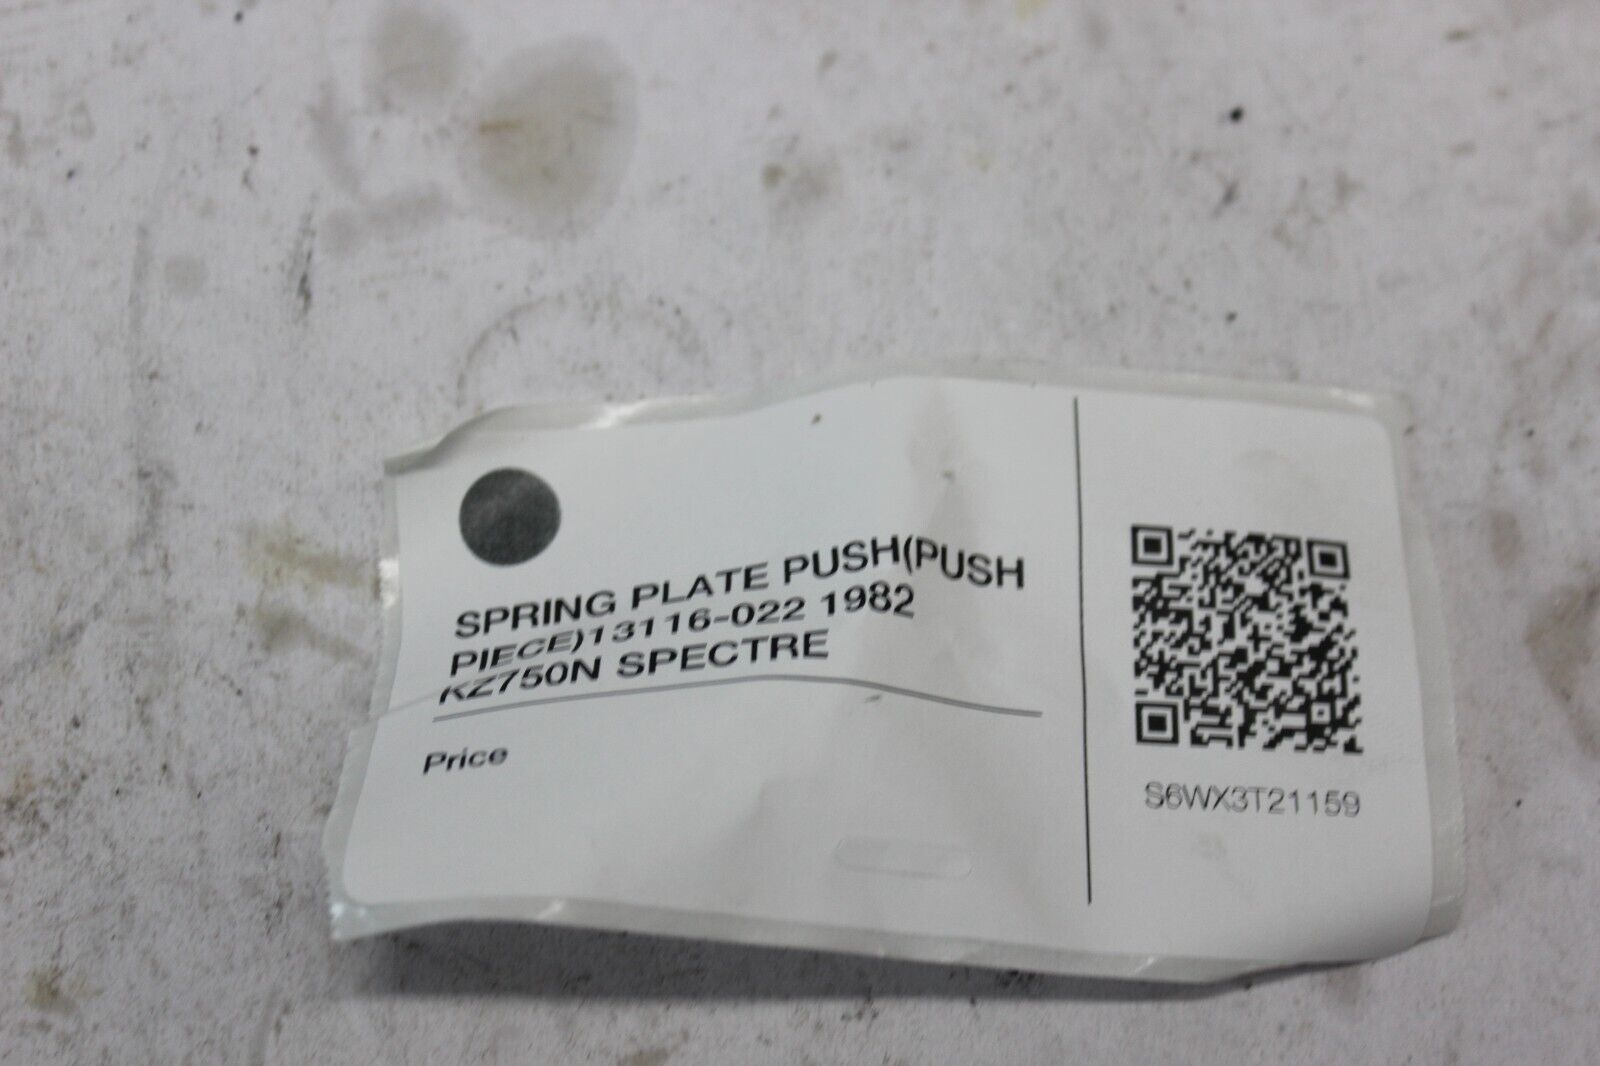 SPRING PLATE PUSH(PUSH
PIECE)13116-022 1982
KZ750N SPECTRE
Price
S6WX3T21159